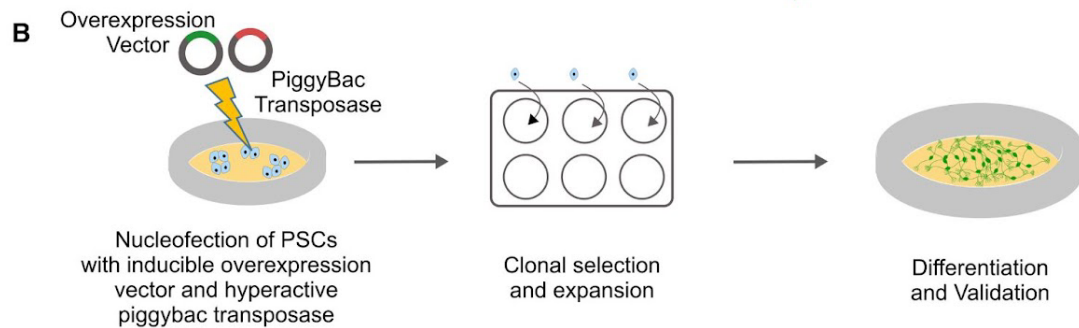 B
Overexpression
Vector
PiggyBac
Transposase
Nucleofection of PSCs
with inducible overexpression
vector and hyperactive
piggybac transposase
Clonal selection
and expansion
Differentiation
and Validation